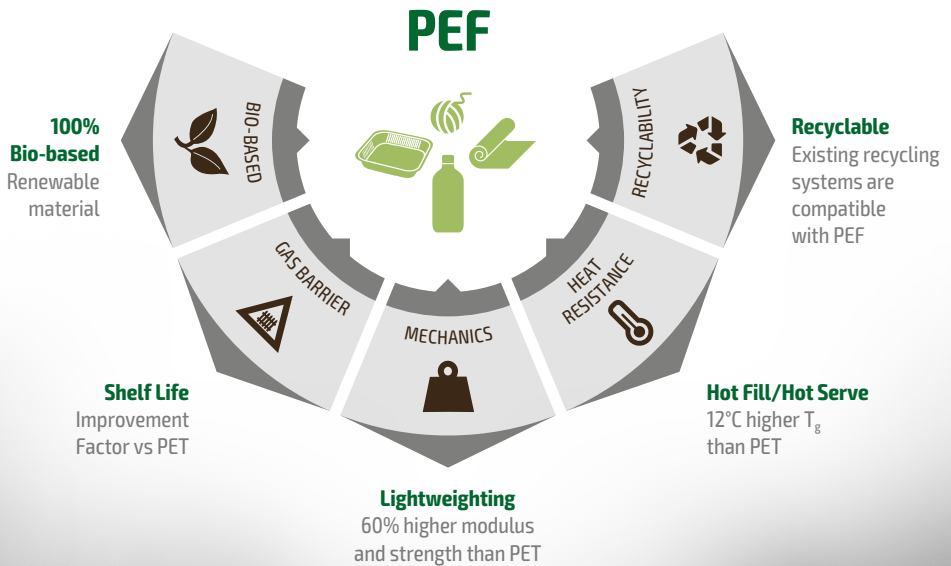 PEF
BIO-BASED
GAS BARRIER
MECHANICS
HEAT
RESISTANCE
RECYCLABILITY
100%
Bio-based
Renewable
material
Shelf Life
Improvement
Factor vs PET
Lightweighting
60% higher modulus
and strength than PET
Hot Fill/Hot Serve
12°C higher Tg
than PET
Recyclable
Existing recycling
systems are
compatible
with PEF